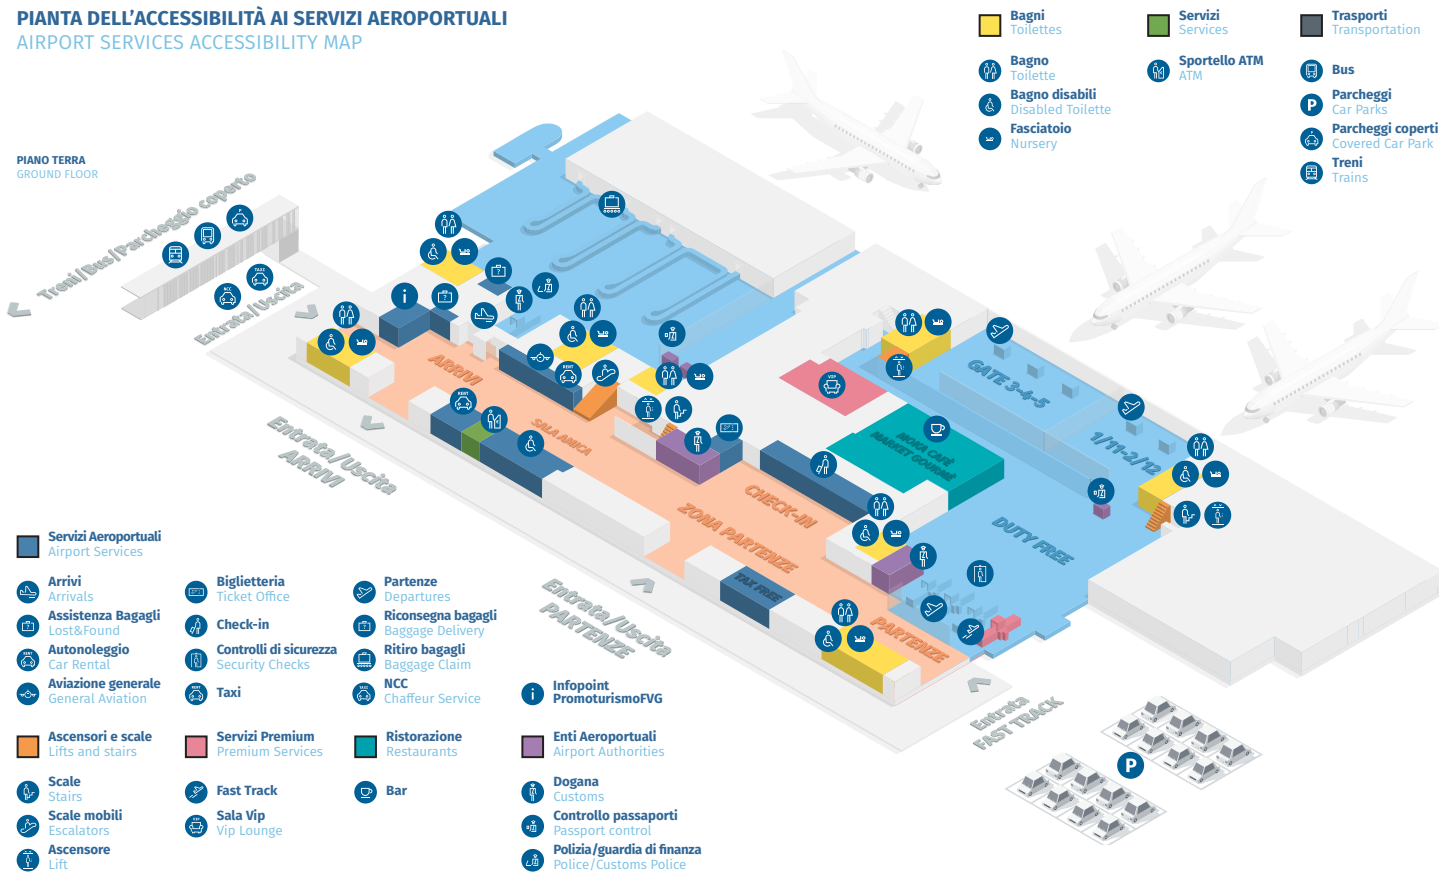 PIANTA DELL’ACCESSIBILITÀ AI SERVIZI AEROPORTUALI
AIRPORT SERVICES ACCESSIBILITY MAP
Bagni
Toilettes
Bagno
Toilette
Bagno disabili
Disabled Toilette
Fasciatoio
Nursery
Servizi
Services
Sportello ATM
ATM
Trasporti
Transportation
Bus
P
Parcheggi
Car Parks
Parcheggi coperti
Covered Car Park
Treni
Trains
PIANO TERRA
GROUND FLOOR
Treni/Bus/Parcheggio coperto
TAXI
NCC
Entrata/Uscita
ARRIVI
RENT
RENT
SALA AMICA
Entrata/Uscita
ARRIVI
VIP
GATE 3-4-5
1/11-2/12
MOKA CAFÈ
MARKET GOURMÉ
CHECK-IN
ZONA PARTENZE
DUTY FREE
TAX FREE
PARTENZE
Entrata/Uscita
PARTENZE
Entrata
FAST TRACK
P
Servizi Aeroportuali
Airport Services
Arrivi
Arrivals
Assistenza Bagagli
Lost&Found
Autonoleggio
Car Rental
Aviazione generale
General Aviation
Biglietteria
Ticket Office
Check-in
Controlli di sicurezza
Security Checks
Taxi
Partenze
Departures
Riconsegna bagagli
Baggage Delivery
Ritiro bagagli
Baggage Claim
NCC
Chaffeur Service
Infopoint
PromoturismoFVG
Ascensori e scale
Lifts and stairs
Scale
Stairs
Scale mobili
Escalators
Ascensore
Lift
Servizi Premium
Premium Services
Fast Track
Sala Vip
Vip Lounge
Ristorazione
Restaurants
Bar
Enti Aeroportuali
Airport Authorities
Dogana
Customs
Controllo passaporti
Passport control
Polizia/guardia di finanza
Police/Customs Police